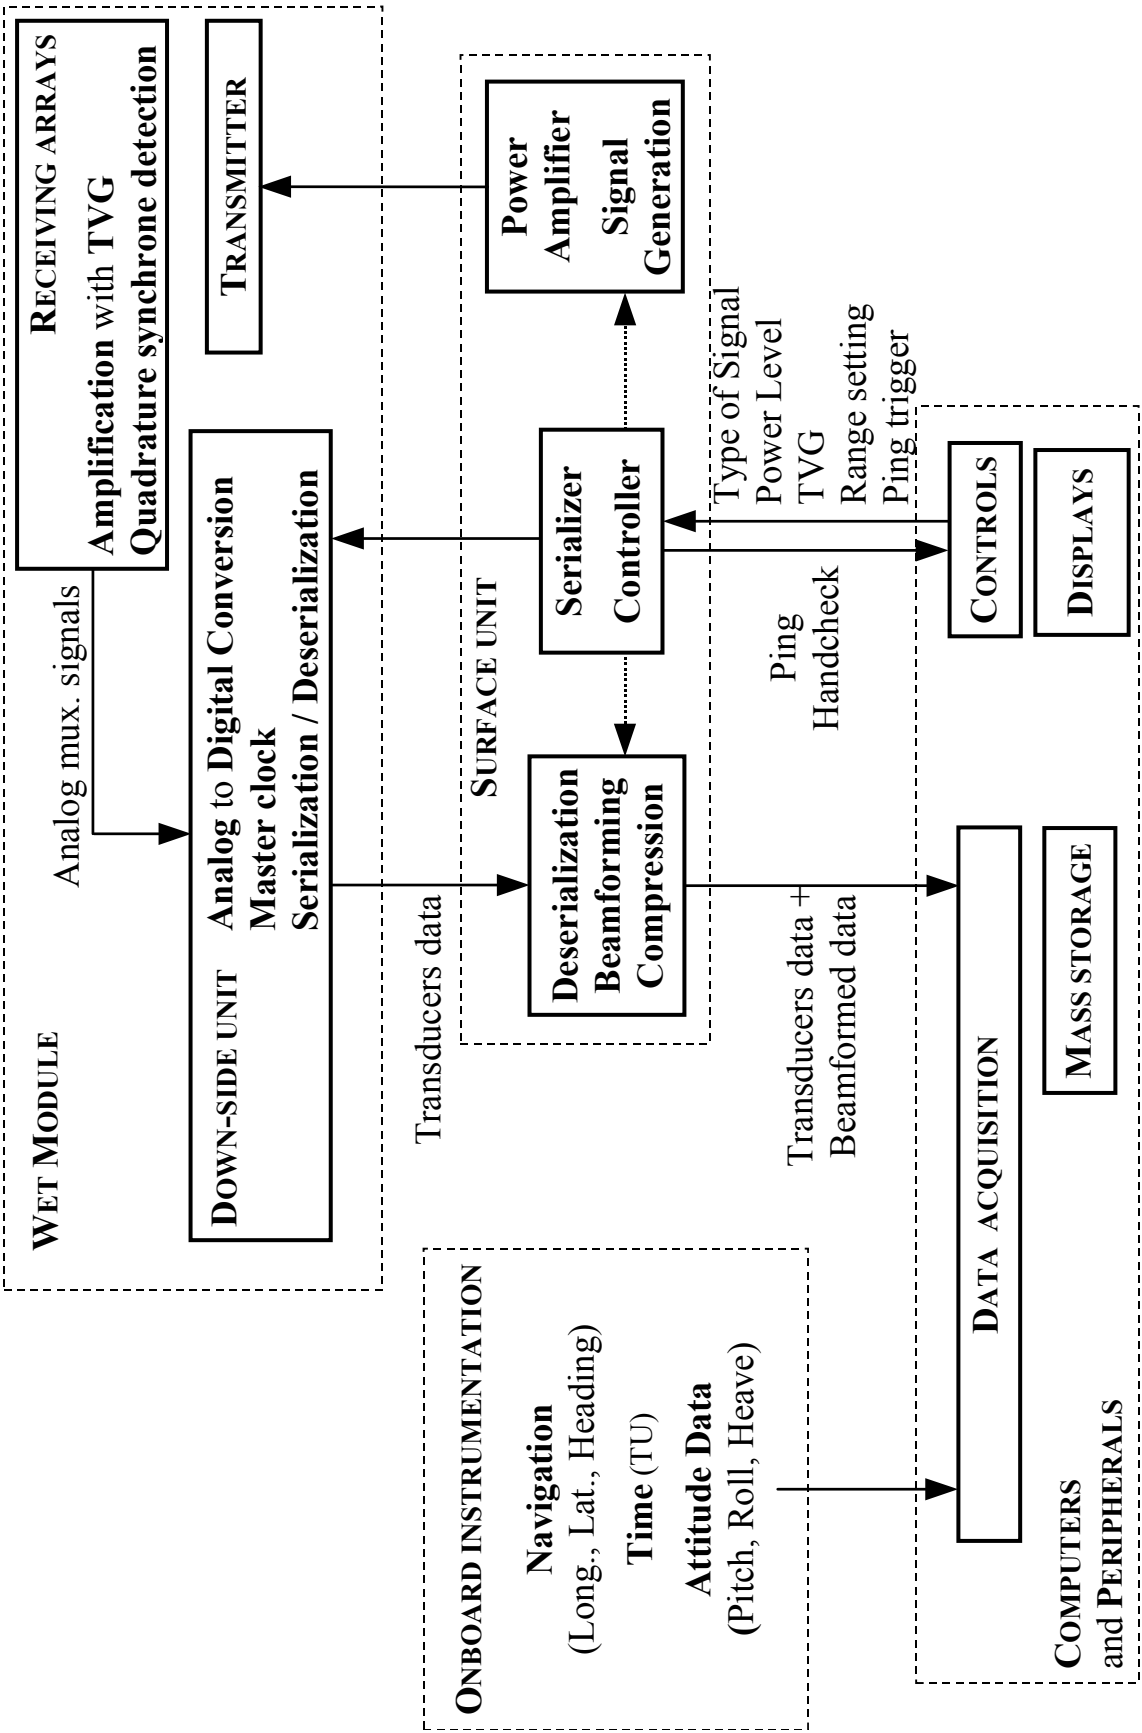 WET MODULE
RECEIVING ARRAYS
Amplification with TVG
Quadrature synchrone detection
TRANSMITTER
Analog mux. signals
DOWN-SIDE UNIT
Analog to Digital Conversion
Master clock
Serialization / Deserialization
Transducers data
SURFACE UNIT
Deserialization
Beamforming
Compression
Serializer
Controller
Power
Amplifier
Signal
Generation
ONBOARD INSTRUMENTATION
Navigation
(Long., Lat., Heading)
Time (TU)
Attitude Data
(Pitch, Roll, Heave)
Transducers data +
Beamformed data
Ping
Handcheck
Type of Signal
Power Level
TVG
Range setting
Ping trigger
DATA ACQUISITION
MASS STORAGE
CONTROLS
DISPLAYS
COMPUTERS
and PERIPHERALS